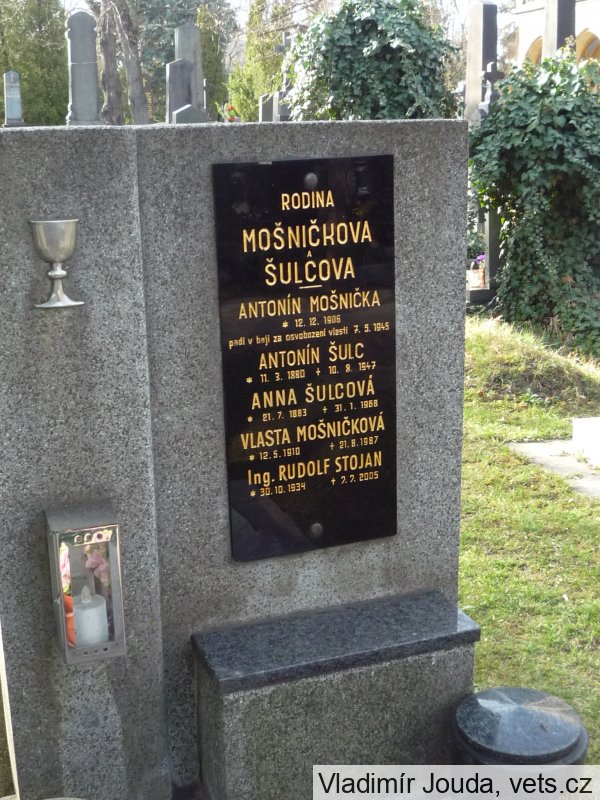 RODINA
MOŠNIČKOVA
A
ŠULCOVA
ANTONÍN MOŠNIČKA
* 12. 12. 1906
padl v boji za osvobození vlasti 7. 5. 1945
ANTONÍN ŠULC
* 11. 3. 1880 + 10. 8. 1947
ANNA ŠULCOVÁ
* 21. 7. 1883 + 31. 1. 1968
VLASTA MOŠNIČKOVÁ
* 12. 5. 1910 + 21. 8. 1987
Ing. RUDOLF STOJAN
* 30. 10. 1934 + 7. 7. 2005
Vladimír Jouda, vets.cz